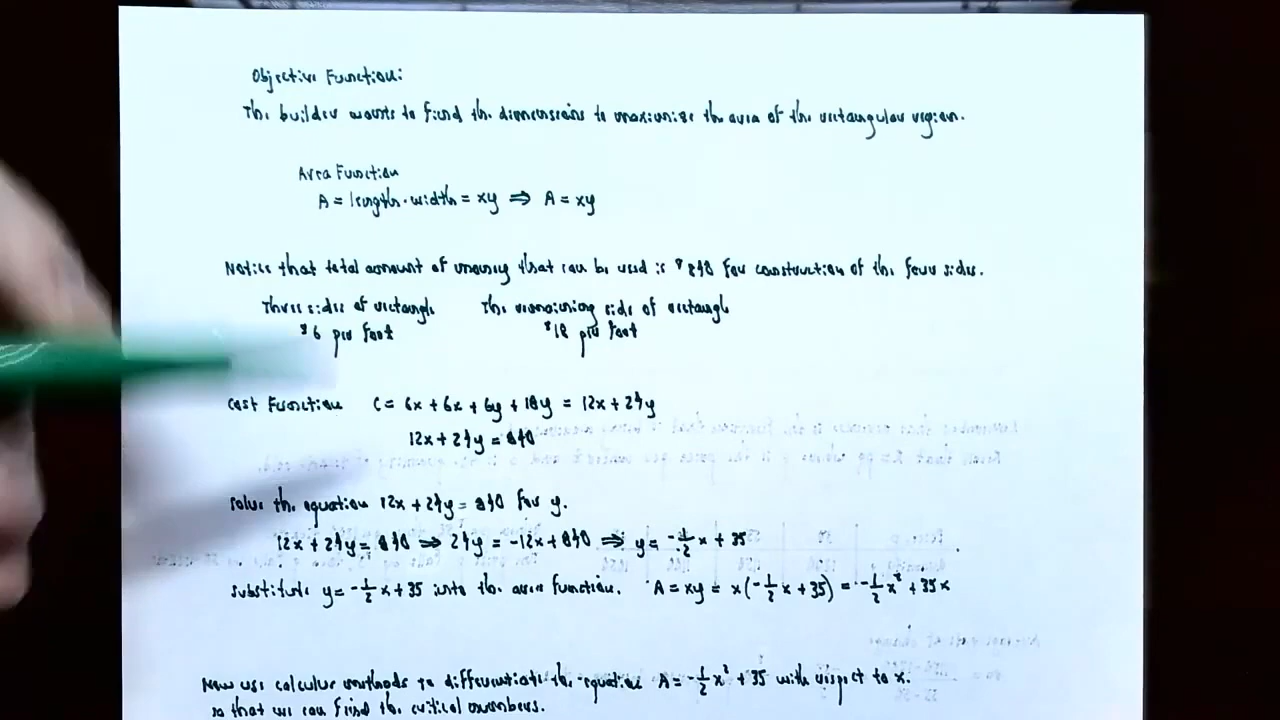 Objective Function:
The builder wants to find the dimensions to maximize the area of the rectangular region.
Area Function
A = length · width = xy ⇒ A = xy
Notice that total amount of money that can be used is $840 for construction of the four sides.
Three sides of rectangle The remaining side of rectangle
$6 per foot $18 per foot
Cost Function C = 6x + 6x + 6y + 18y = 12x + 24y
12x + 24y = 840
Solve the equation 12x + 24y = 840 for y.
12x + 24y = 840 ⇒ 24y = -12x + 840 ⇒ y = -1/2 x + 35
Substitute y = -1/2 x + 35 into the area function. A = xy = x(-1/2 x + 35) = -1/2 x² + 35x
Now use calculus methods to differentiate the equation A = -1/2 x² + 35 with respect to x.
so that we can find the critical numbers.